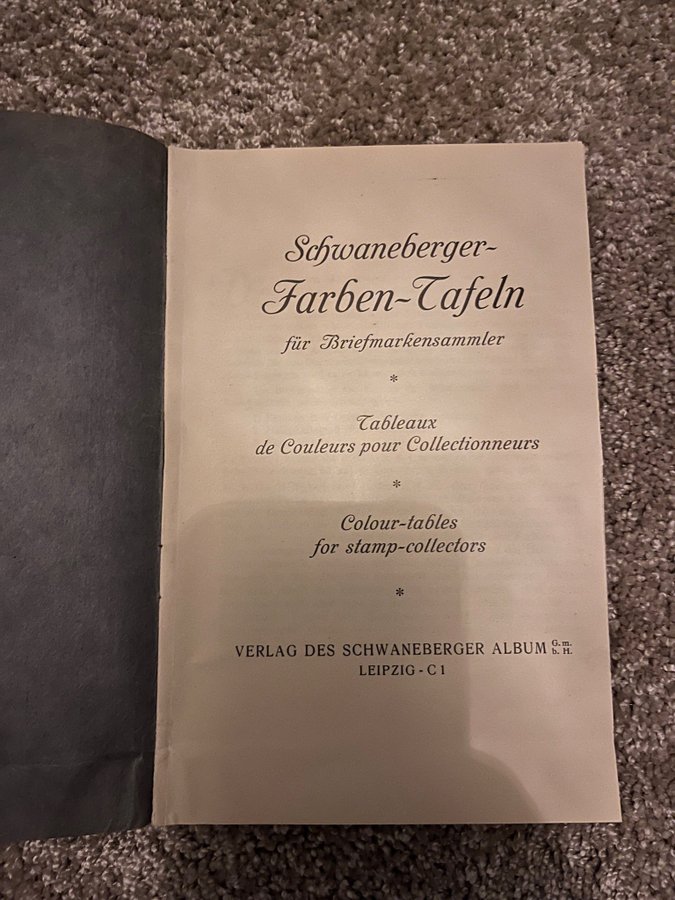 Schwaneberger-
Farben-Tafeln
für Briefmarkensammler
*
Tableaux
de Couleurs pour Collectionneurs
*
Colour-tables
for stamp-collectors
*
VERLAG DES SCHWANEBERGER ALBUM G. m. b. H.
LEIPZIG - C 1